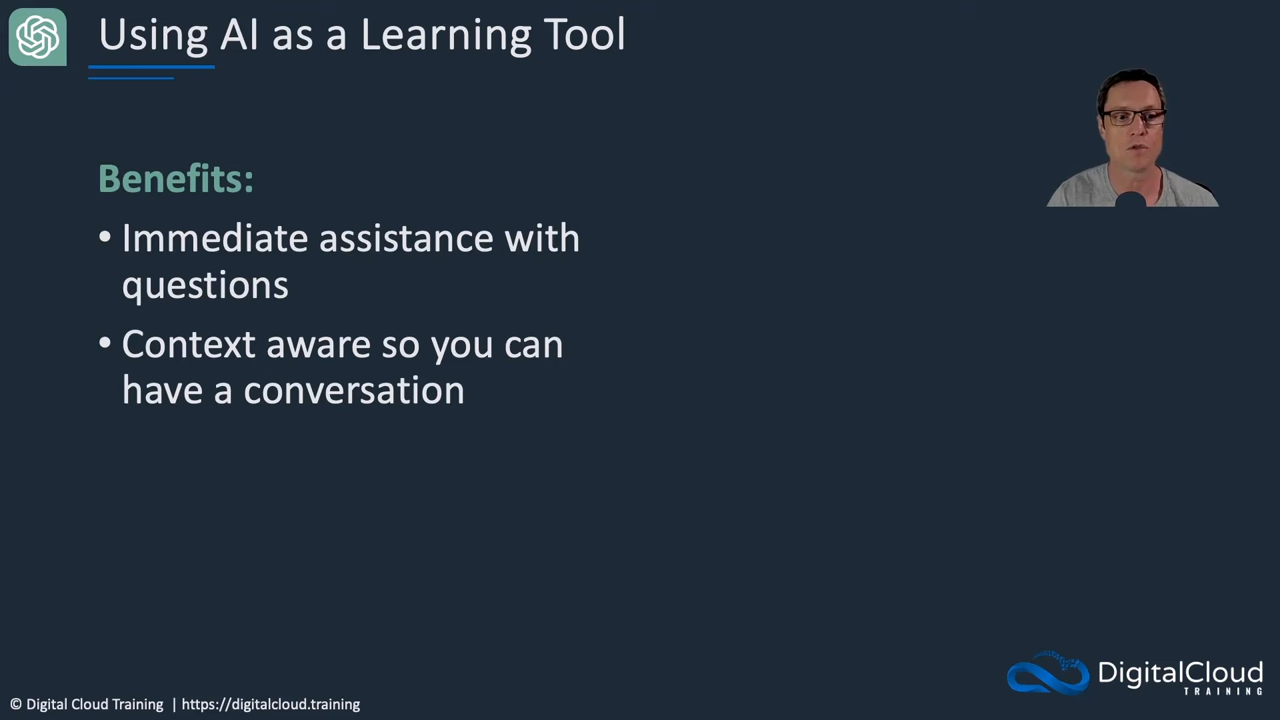 Using AI as a Learning Tool
Benefits:
• Immediate assistance with
questions
• Context aware so you can
have a conversation
DigitalCloud
TRAINING
© Digital Cloud Training | https://digitalcloud.training